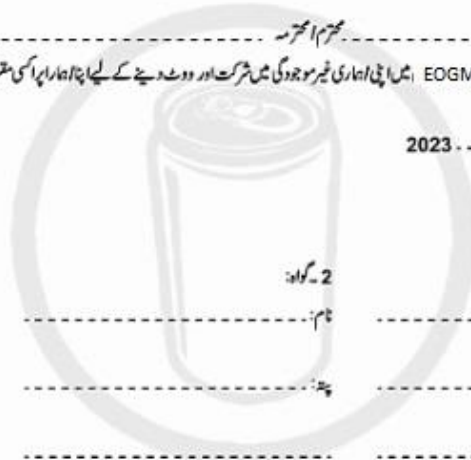 محترم / محترمہ
EOGM میں اپنی / ہماری غیر موجودگی میں شرکت اور ووٹ دینے کے لیے اپنا / ہمارا پراکسی
2023
2۔ گواہ:
نام:
پتہ: